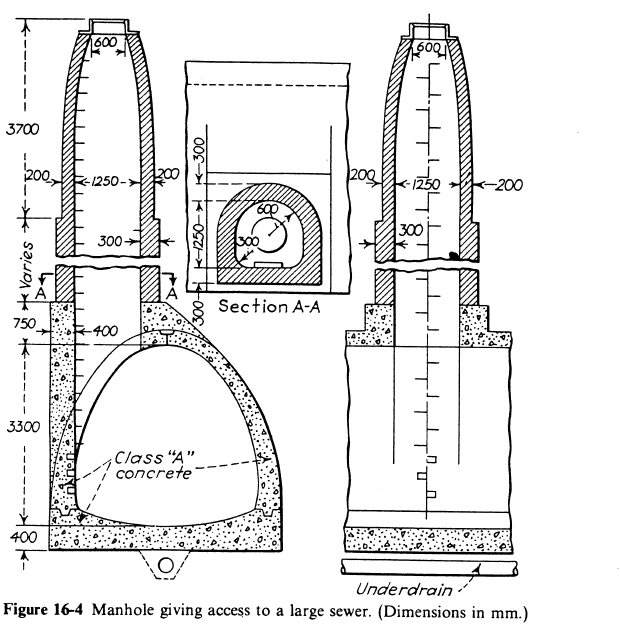 600
3700
200
1250
200
300
Varies
A
A
750
400
3300
Class "A"
concrete
400
300
1250
300
600
300
Section A-A
600
200
1250
200
300
Underdrain
Figure 16-4 Manhole giving access to a large sewer. (Dimensions in mm.)